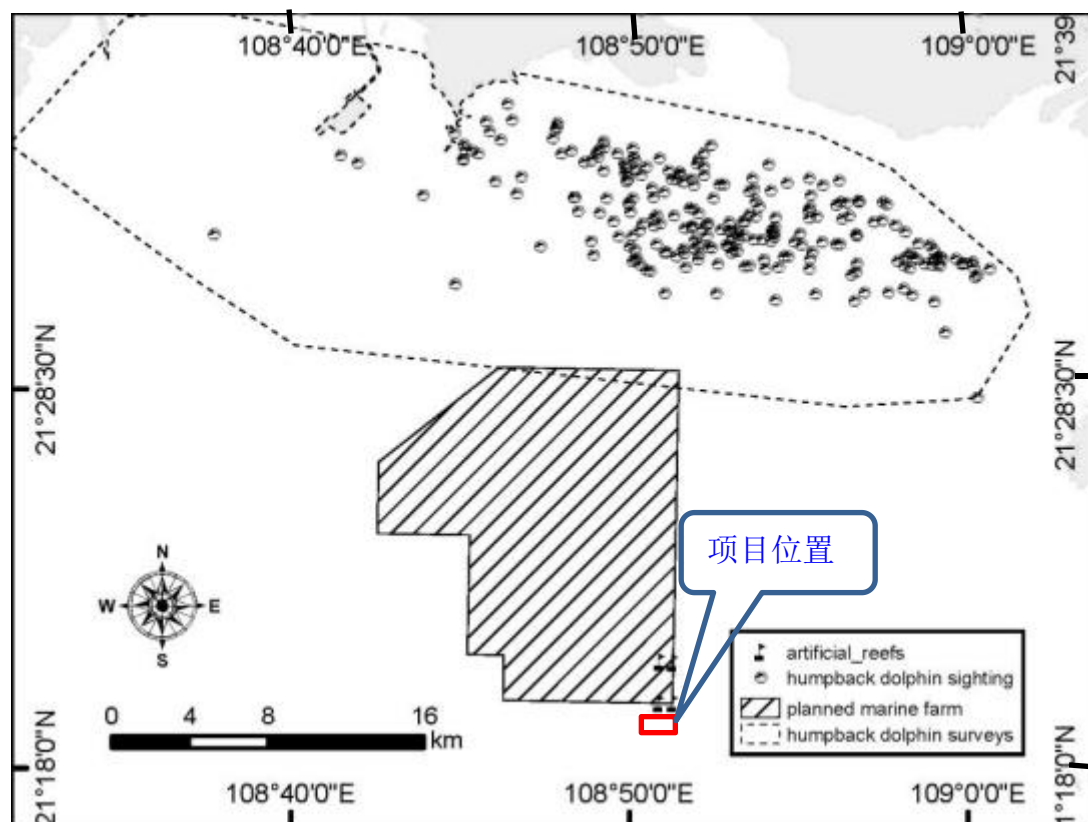 108°40'0"E
108°50'0"E
109°0'0"E
21°39
21°28'30"N
21°28'30"N
项目位置
N
W
E
S
artificial_reefs
humpback dolphin sighting
planned marine farm
humpback dolphin surveys
0
4
8
16
km
21°18'0"N
21°18'0"N
108°40'0"E
108°50'0"E
109°0'0"E